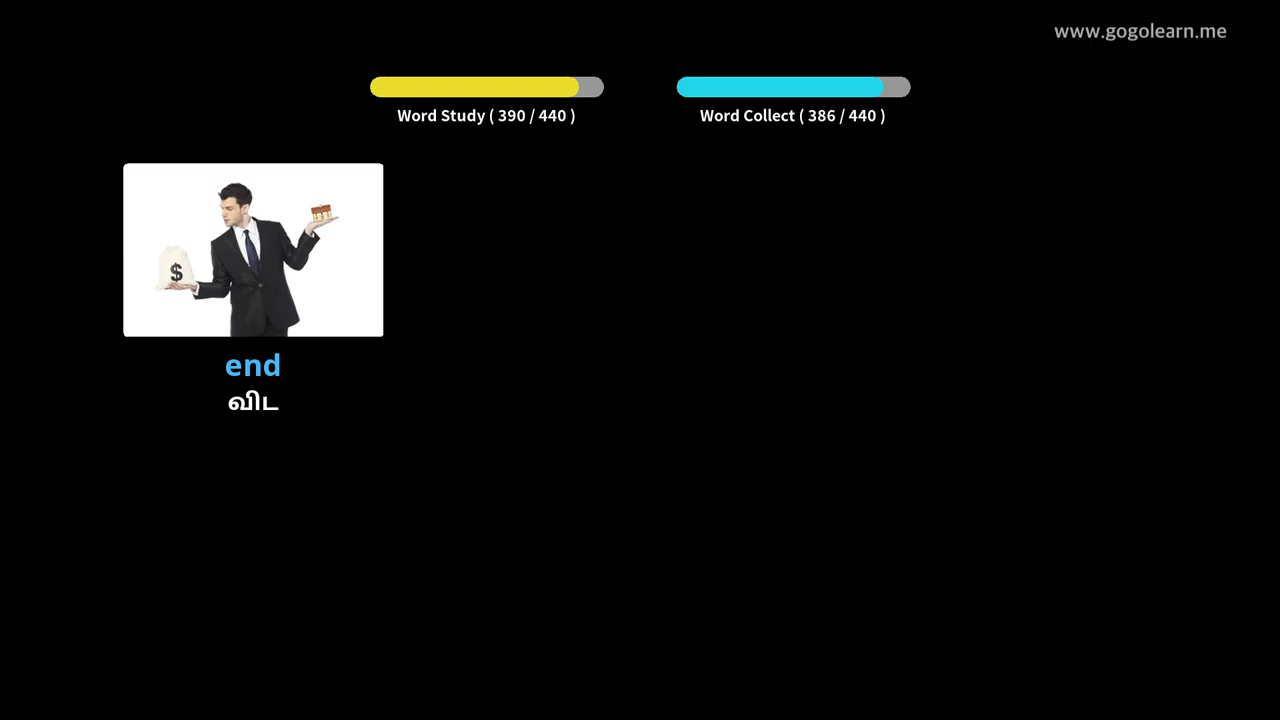 www.gogolearn.me
Word Study ( 390 / 440 )
Word Collect ( 386 / 440 )
$
end
விட